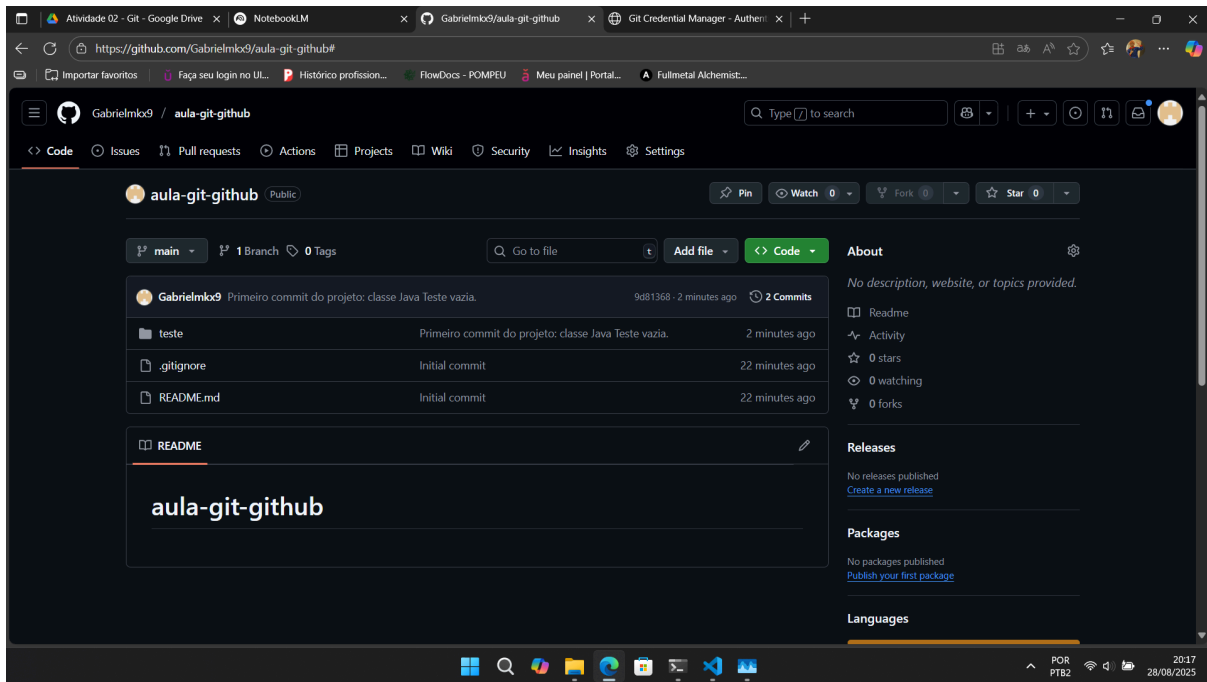 Atividade 02 - Git - Google Drive NotebookLM Gabrielmkx9/aula-git-github Git Credential Manager - Authent
https://github.com/Gabrielmkx9/aula-git-github#
Importar favoritos Faça seu login no Ul... Histórico profission... FlowDocs - POMPEU Meu painel | Portal... Fullmetal Alchemist:...
Gabrielmkx9 / aula-git-github Type / to search
Code Issues Pull requests Actions Projects Wiki Security Insights Settings
aula-git-github Public Pin Watch 0 Fork 0 Star 0
main 1 Branch 0 Tags Go to file t Add file Code About
No description, website, or topics provided.
Gabrielmkx9 Primeiro commit do projeto: classe Java Teste vazia. 9d81368 · 2 minutes ago 2 Commits
Readme
teste Primeiro commit do projeto: classe Java Teste vazia. 2 minutes ago
Activity
0 stars
.gitignore Initial commit 22 minutes ago
0 watching
README.md Initial commit 22 minutes ago
0 forks
README
Releases
No releases published
Create a new release
aula-git-github
Packages
No packages published
Publish your first package
Languages
POR
PTB2
20:17
28/08/2025